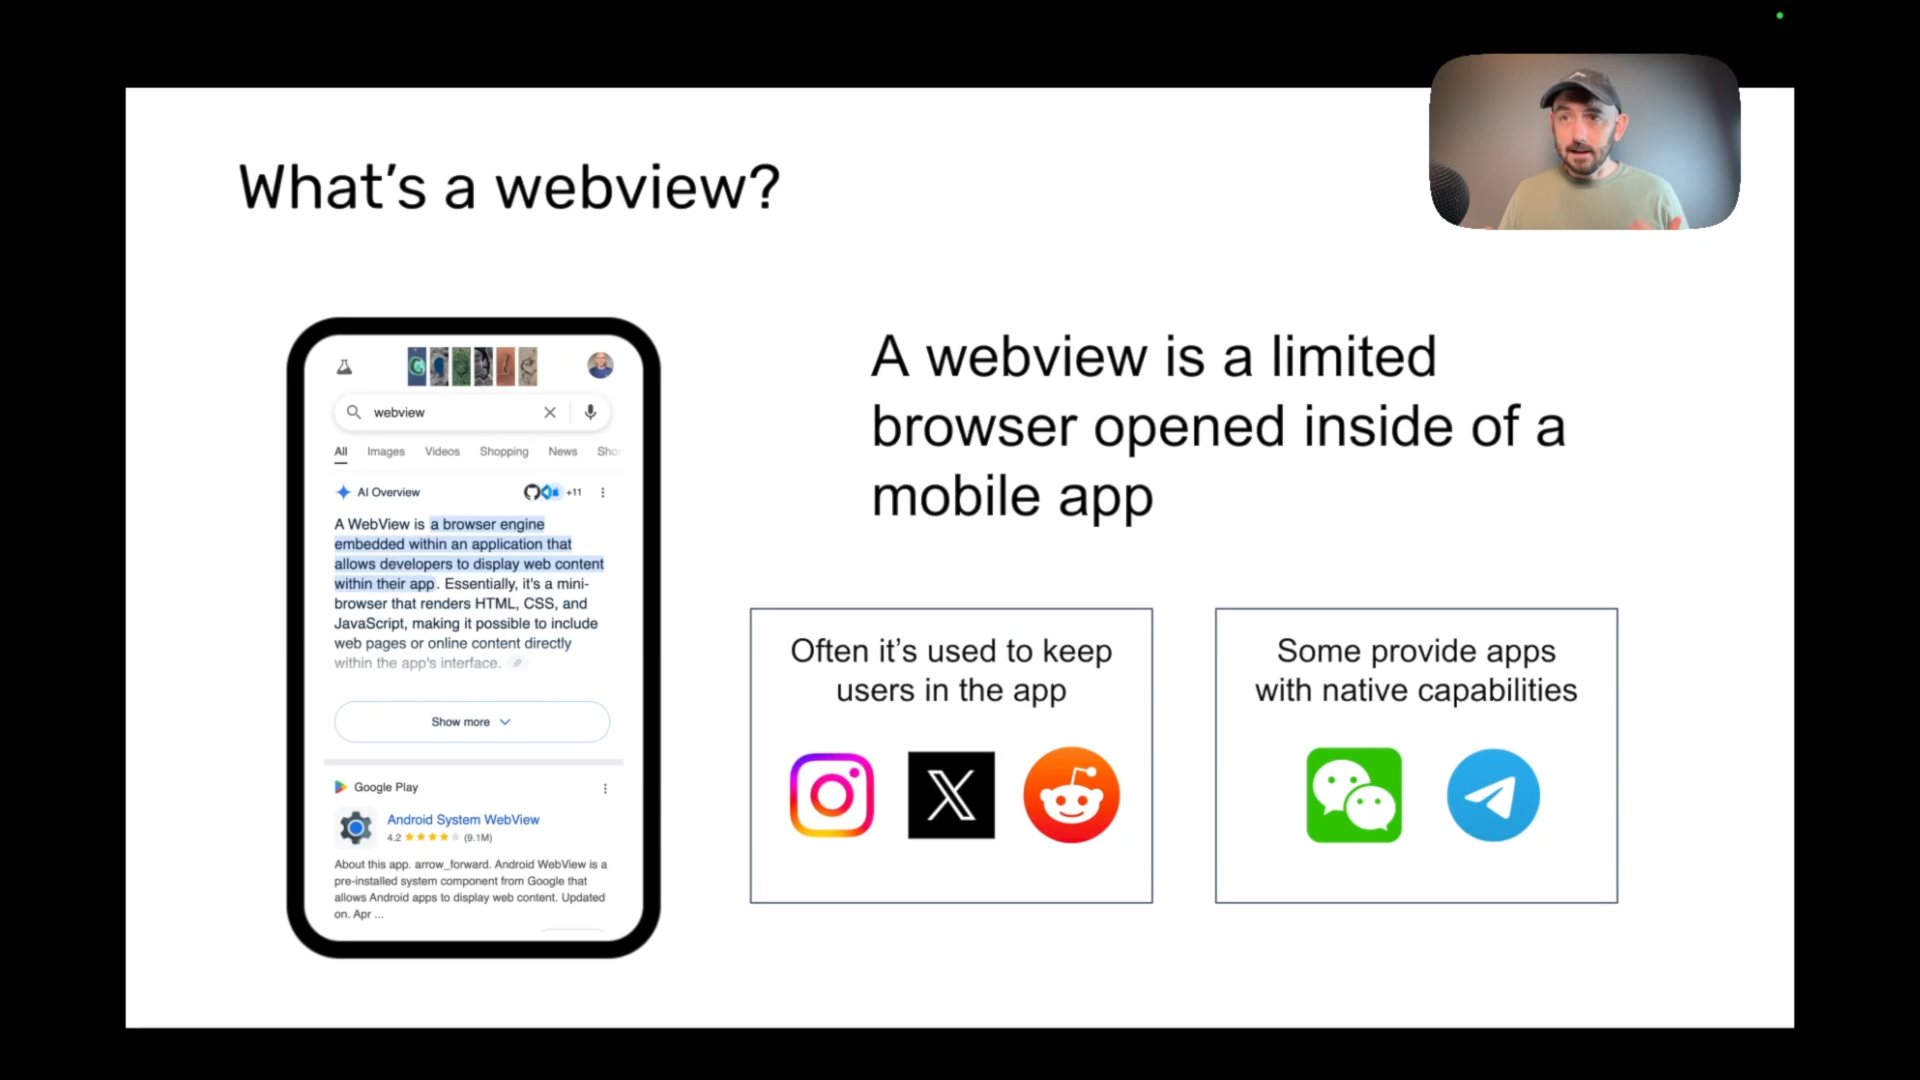 What's a webview?
webview
All Images Videos Shopping News
AI Overview +11
A WebView is a browser engine
embedded within an application that
allows developers to display web content
within their app. Essentially, it's a mini-
browser that renders HTML, CSS, and
JavaScript, making it possible to include
web pages or online content directly
within the app's interface.
Show more
Google Play
Android System WebView
4.2 (9.1M)
About this app. arrow_forward. Android WebView is a
pre-installed system component from Google that
allows Android apps to display web content. Updated
on. Apr ...
A webview is a limited
browser opened inside of a
mobile app
Often it's used to keep
users in the app
Some provide apps
with native capabilities